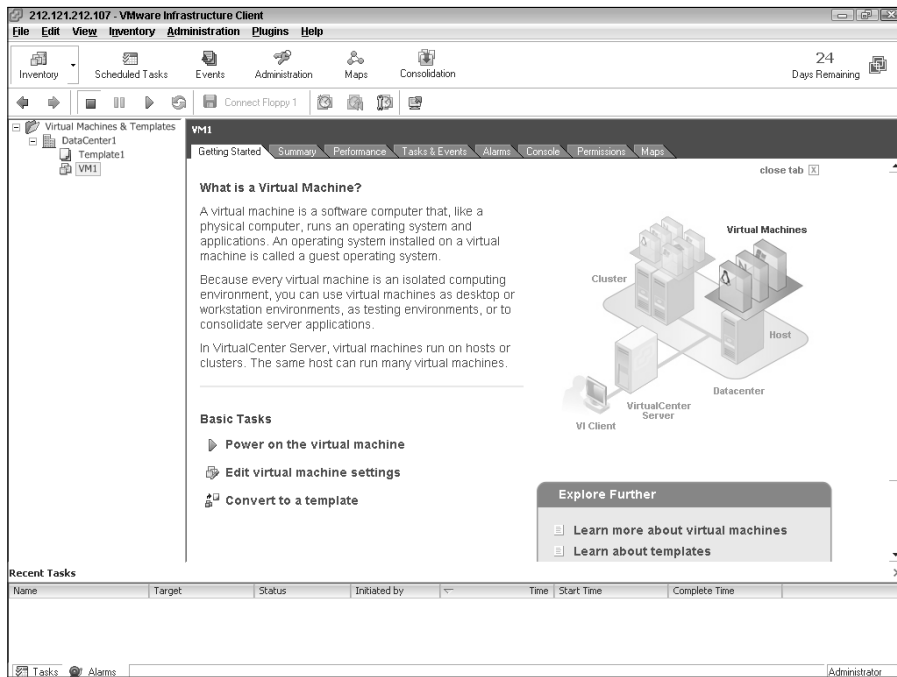 212.121.212.107 - VMware Infrastructure Client
File Edit View Inventory Administration Plugins Help
Inventory Scheduled Tasks Events Administration Maps Consolidation
24
Days Remaining
Connect Floppy 1
Virtual Machines & Templates
DataCenter1
Template1
VM1
VM1
Getting Started Summary Performance Tasks & Events Alarms Console Permissions Maps
close tab X
What is a Virtual Machine?
A virtual machine is a software computer that, like a
physical computer, runs an operating system and
applications. An operating system installed on a virtual
machine is called a guest operating system.
Because every virtual machine is an isolated computing
environment, you can use virtual machines as desktop or
workstation environments, as testing environments, or to
consolidate server applications.
In VirtualCenter Server, virtual machines run on hosts or
clusters. The same host can run many virtual machines.
Virtual Machines
Cluster
Host
Datacenter
VirtualCenter
Server
VI Client
Basic Tasks
Power on the virtual machine
Edit virtual machine settings
Convert to a template
Explore Further
Learn more about virtual machines
Learn about templates
Recent Tasks
Name Target Status Initiated by Time Start Time Complete Time
Tasks Alarms Administrator